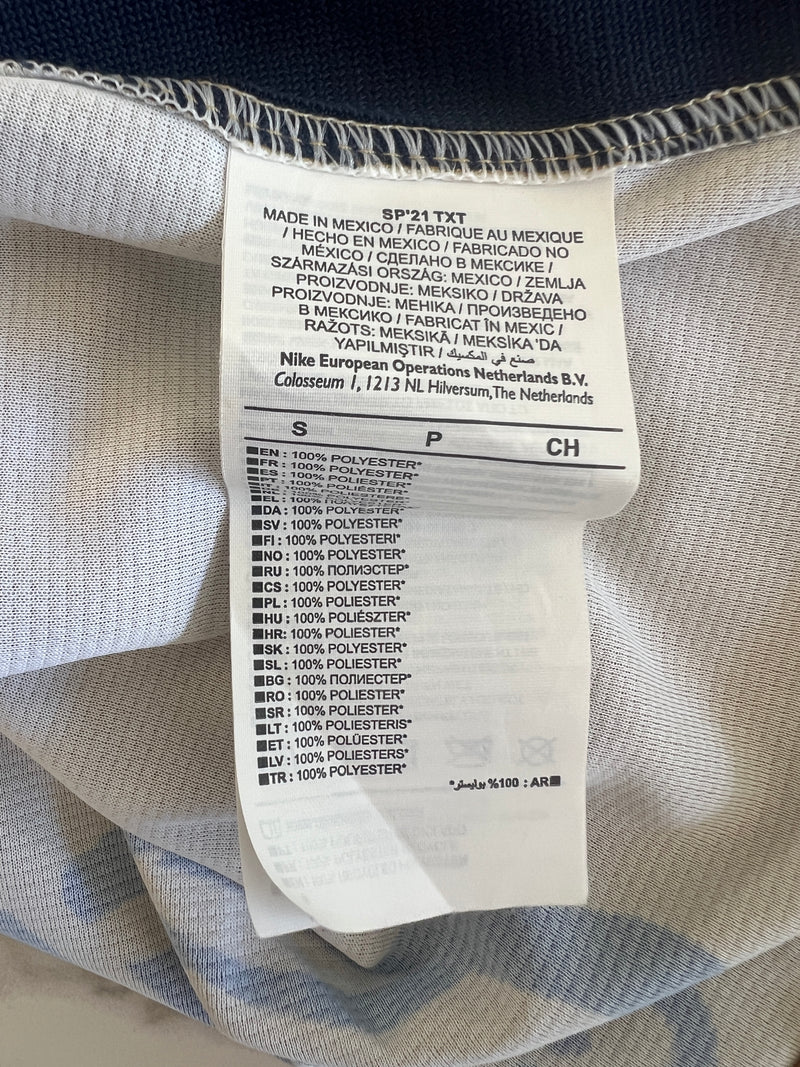 SP'21 TXT
MADE IN MEXICO / FABRIQUE AU MEXIQUE
/ HECHO EN MEXICO / FABRICADO NO
MÉXICO / СДЕЛАНО В МЕКСИКЕ /
SZÁRMAZÁSI ORSZÁG: MEXICO / ZEMLJA
PROIZVODNJE: MEKSIKO / DRŽAVA
PROIZVODNJE: МЕНІКА / ПРОИЗВЕДЕНО
В МЕКСИКО / FABRICAT ÎN MEXIC /
RAŽOTS: MEKSIKĀ / MEKSİKA 'DA
YAPILMIŞTIR / صنع في المكسيك
Nike European Operations Netherlands B.V.
Colosseum 1, 1213 NL Hilversum,The Netherlands
S P CH
EN : 100% POLYESTER*
FR : 100% POLYESTER*
ES : 100% POLIÉSTER*
PT : 100% POLIÉSTER*
EL : 100%
DA : 100% POLYESTER*
SV : 100% POLYESTER*
FI : 100% POLYESTERI*
NO : 100% POLYESTER*
RU : 100% ПОЛИЭСТЕР*
CS : 100% POLYESTER*
PL : 100% POLIESTER*
HU : 100% POLIÉSZTER*
HR: 100% POLIESTER*
SK : 100% POLYESTER*
SL : 100% POLIESTER*
BG : 100% ПОЛИЕСТЕР*
RO : 100% POLIESTER*
SR : 100% POLIESTER*
LT : 100% POLIESTERIS*
ET : 100% POLÜESTER*
LV : 100% POLIESTERS*
TR : 100% POLYESTER*
AR : 100% بوليستر*